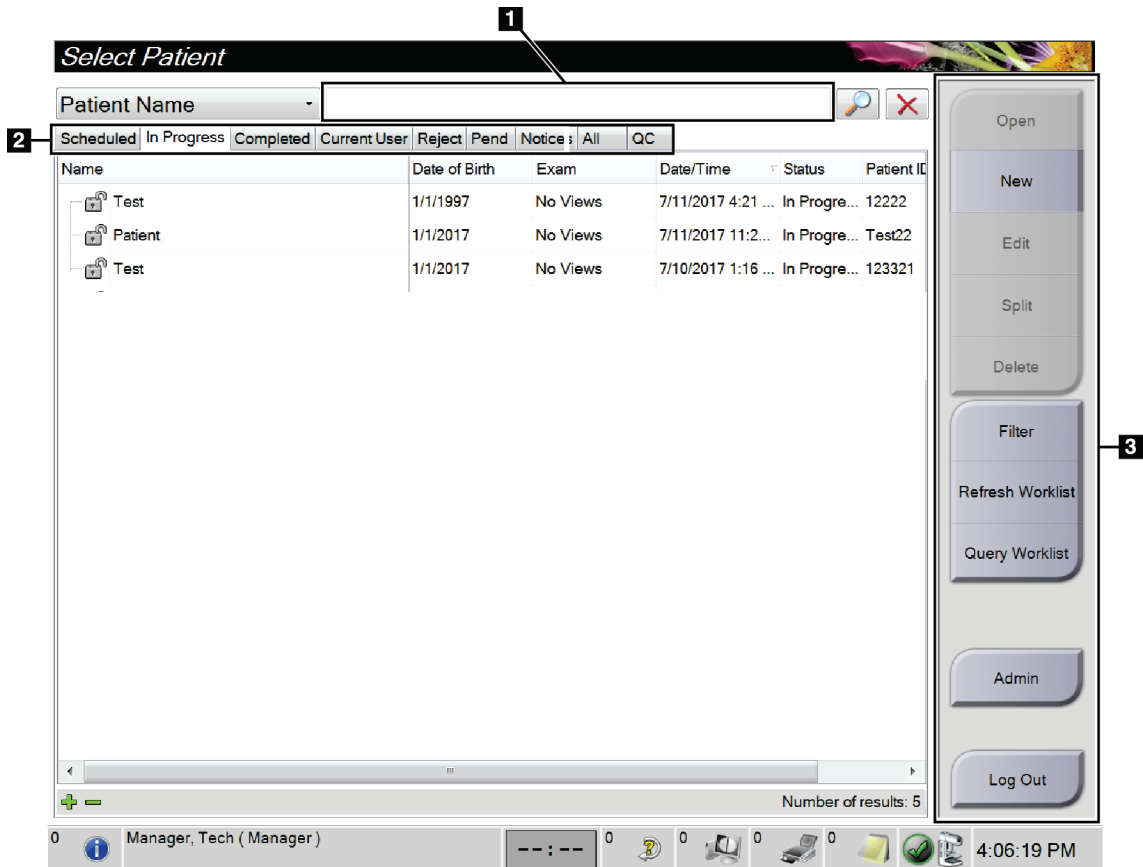 1
Select Patient
Patient Name
Open
2
Scheduled In Progress Completed Current User Reject Pend Notices All QC
Name Date of Birth Exam Date/Time Status Patient ID
New
Test 1/1/1997 No Views 7/11/2017 4:21 ... In Progre... 12222
Patient 1/1/2017 No Views 7/11/2017 11:2... In Progre... Test22
Edit
Test 1/1/2017 No Views 7/10/2017 1:16 ... In Progre... 123321
Split
Delete
Filter
3
Refresh Worklist
Query Worklist
Admin
Log Out
Number of results: 5
0 Manager, Tech ( Manager ) --:-- 0 0 0 0 4:06:19 PM